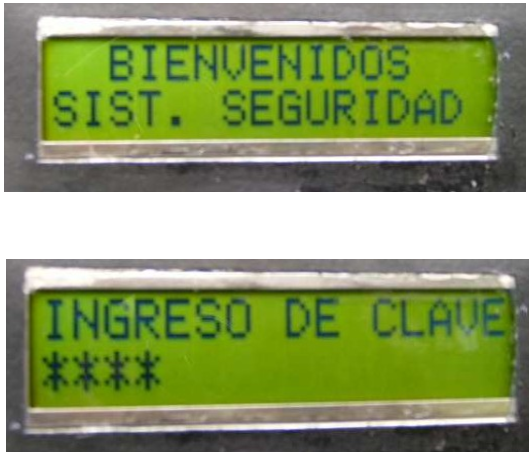 BIENVENIDOS
SIST. SEGURIDAD
INGRESO DE CLAVE
****